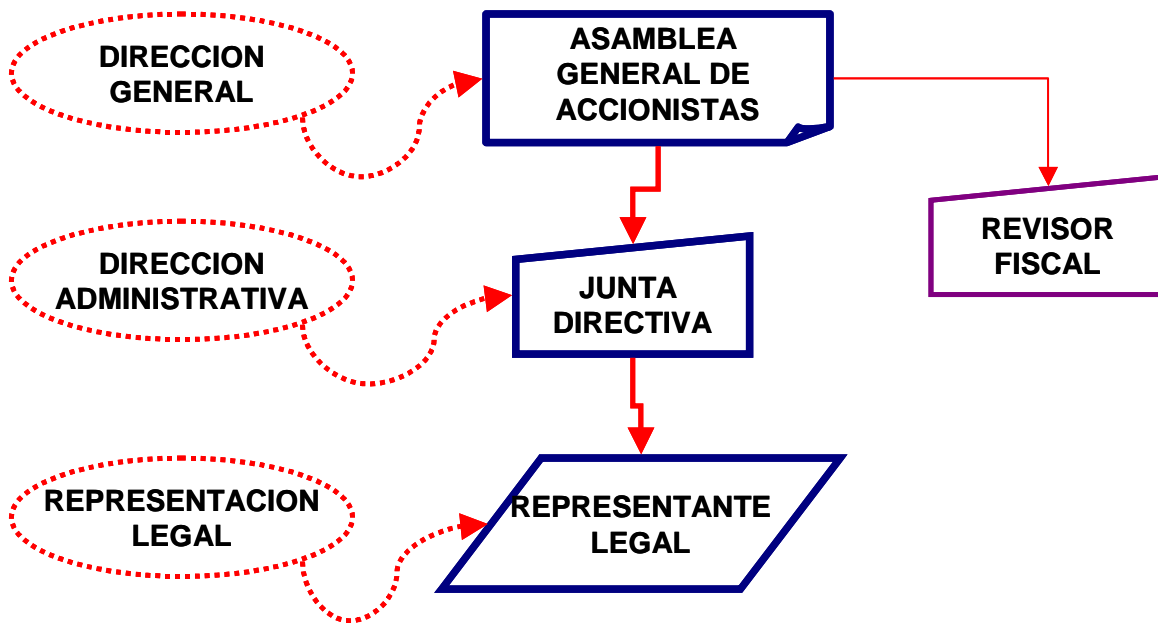 DIRECCION
GENERAL
ASAMBLEA
GENERAL DE
ACCIONISTAS
REVISOR
FISCAL
DIRECCION
ADMINISTRATIVA
JUNTA
DIRECTIVA
REPRESENTACION
LEGAL
REPRESENTANTE
LEGAL